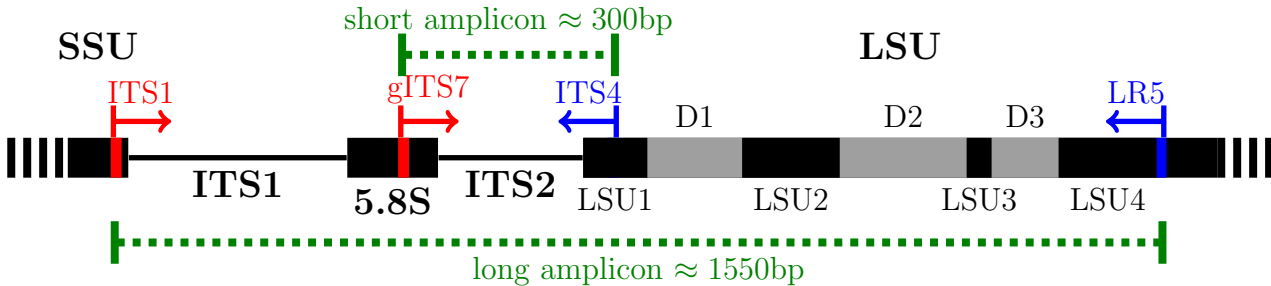 short amplicon ≈ 300bp
SSU
LSU
ITS1
gITS7
ITS4
LR5
D1
D2
D3
ITS1
ITS2
5.8S
LSU1
LSU2
LSU3
LSU4
long amplicon ≈ 1550bp